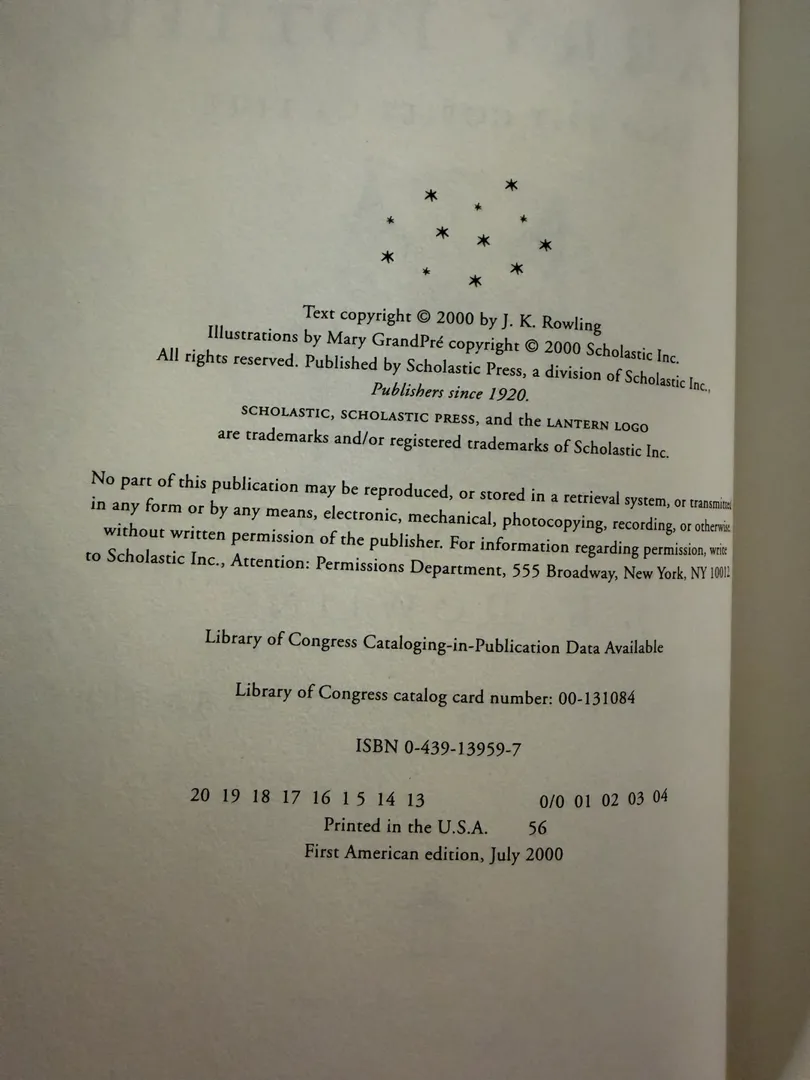 Text copyright © 2000 by J. K. Rowling
Illustrations by Mary GrandPré copyright © 2000 Scholastic Inc.
All rights reserved. Published by Scholastic Press, a division of Scholastic Inc.,
Publishers since 1920.
SCHOLASTIC, SCHOLASTIC PRESS, and the LANTERN LOGO
are trademarks and/or registered trademarks of Scholastic Inc.
No part of this publication may be reproduced, or stored in a retrieval system, or transmitted
in any form or by any means, electronic, mechanical, photocopying, recording, or otherwise
without written permission of the publisher. For information regarding permission, write
to Scholastic Inc., Attention: Permissions Department, 555 Broadway, New York, NY 10012
Library of Congress Cataloging-in-Publication Data Available
Library of Congress catalog card number: 00-131084
ISBN 0-439-13959-7
20 19 18 17 16 1 5 14 13 0/0 01 02 03 04
Printed in the U.S.A. 56
First American edition, July 2000